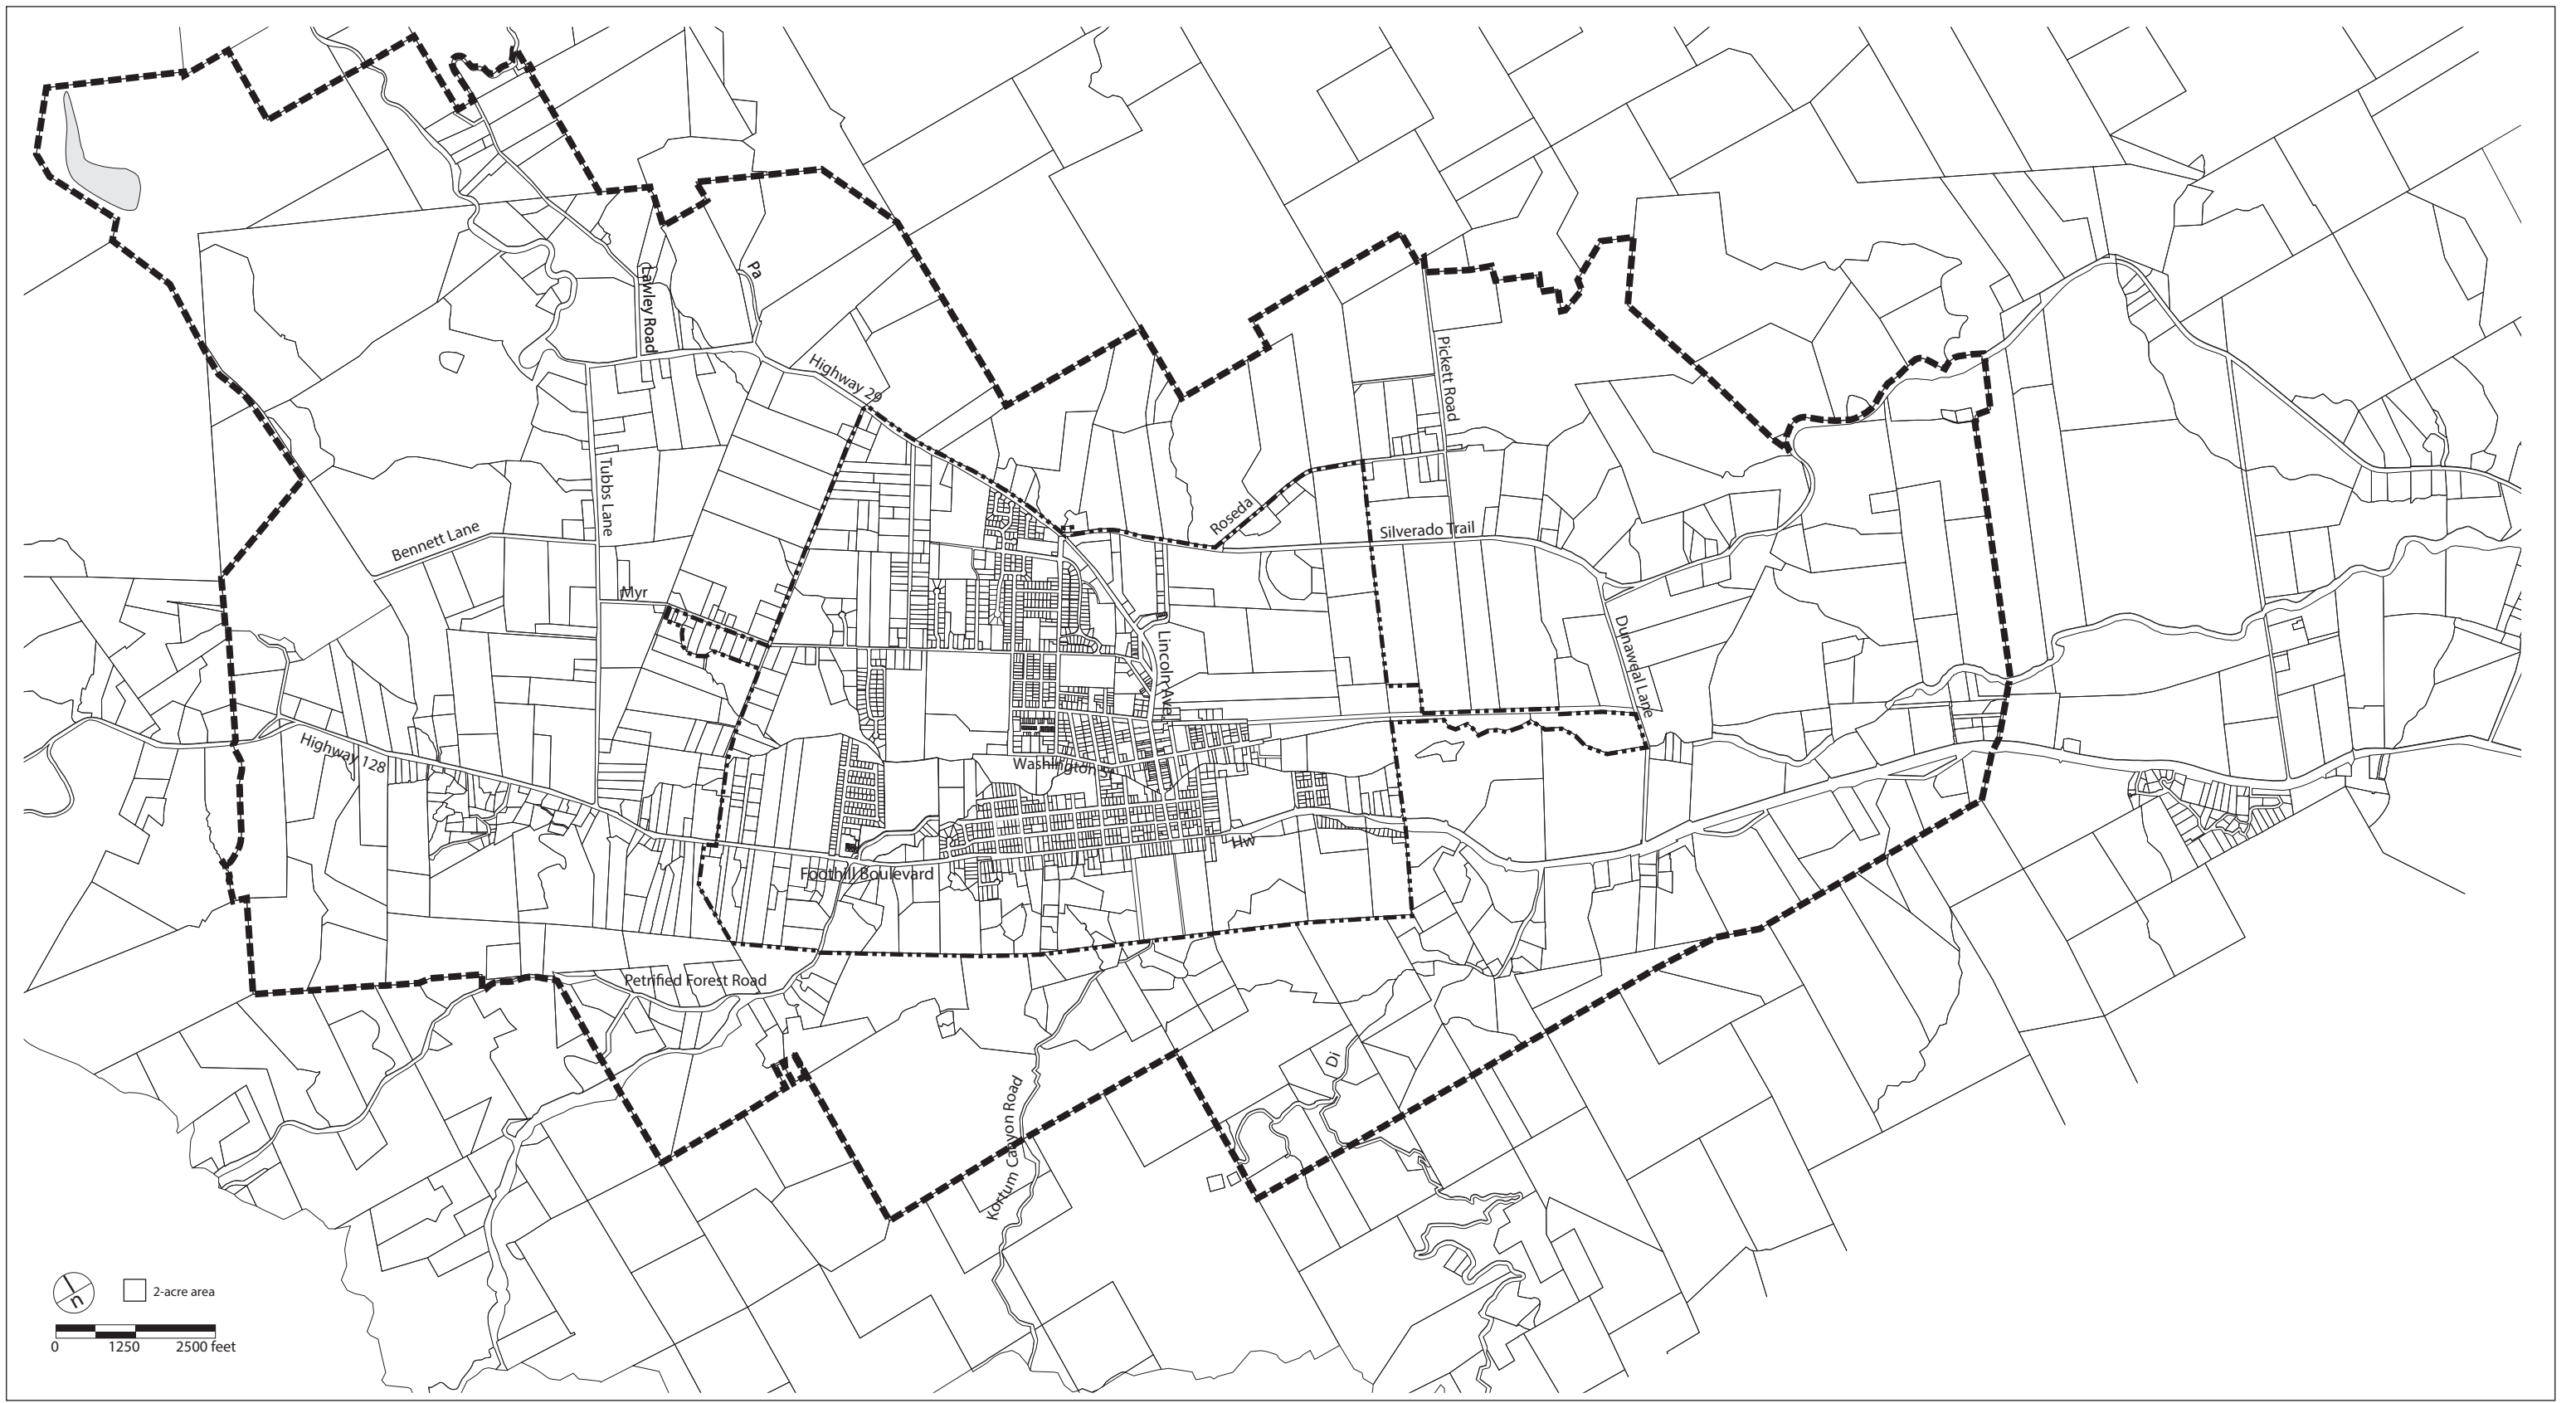 Lawley Road
Pa
Highway 29
Pickett Road
Tubbs Lane
Roseda
Silverado Trail
Bennett Lane
Myr
Dunaweal Lane
Lincoln Ave.
Highway 128
Washington S
Hw
Foothill Boulevard
Petrified Forest Road
Di
Kortum Canyon Road
n
2-acre area
0 1250 2500 feet